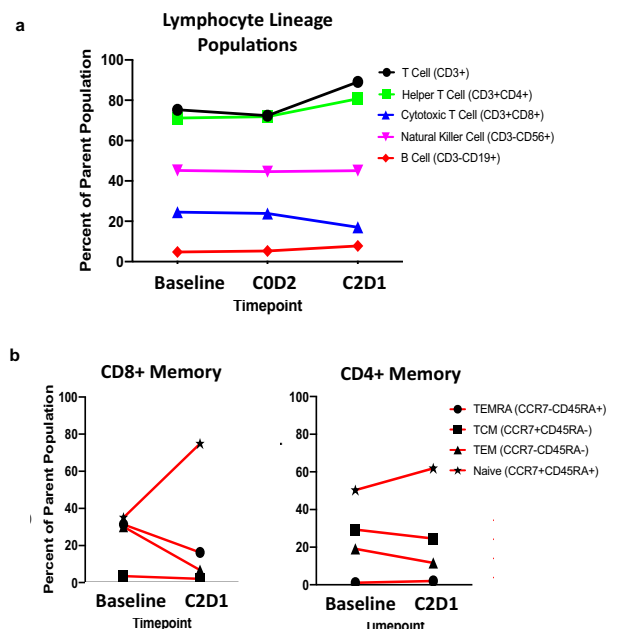 a
Lymphocyte Lineage
Populations
Percent of Parent Population
100
80
60
40
20
0
Baseline C0D2 C2D1
Timepoint
T Cell (CD3+)
Helper T Cell (CD3+CD4+)
Cytotoxic T Cell (CD3+CD8+)
Natural Killer Cell (CD3-CD56+)
B Cell (CD3-CD19+)
b
CD8+ Memory
Percent of Parent Population
100
80
60
40
20
0
Baseline C2D1
Timepoint
CD4+ Memory
100
80
60
40
20
0
Baseline C2D1
Timepoint
TEMRA (CCR7-CD45RA+)
TCM (CCR7+CD45RA-)
TEM (CCR7-CD45RA-)
Naive (CCR7+CD45RA+)